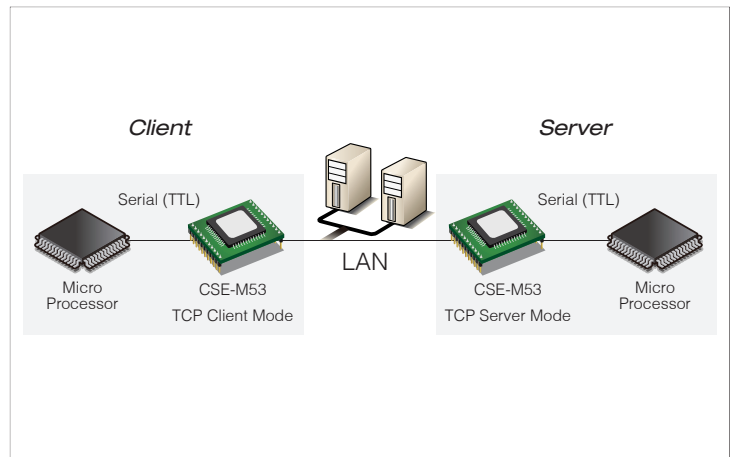 Client
Server
Serial (TTL)
Serial (TTL)
LAN
Micro
Processor
CSE-M53
TCP Client Mode
CSE-M53
TCP Server Mode
Micro
Processor